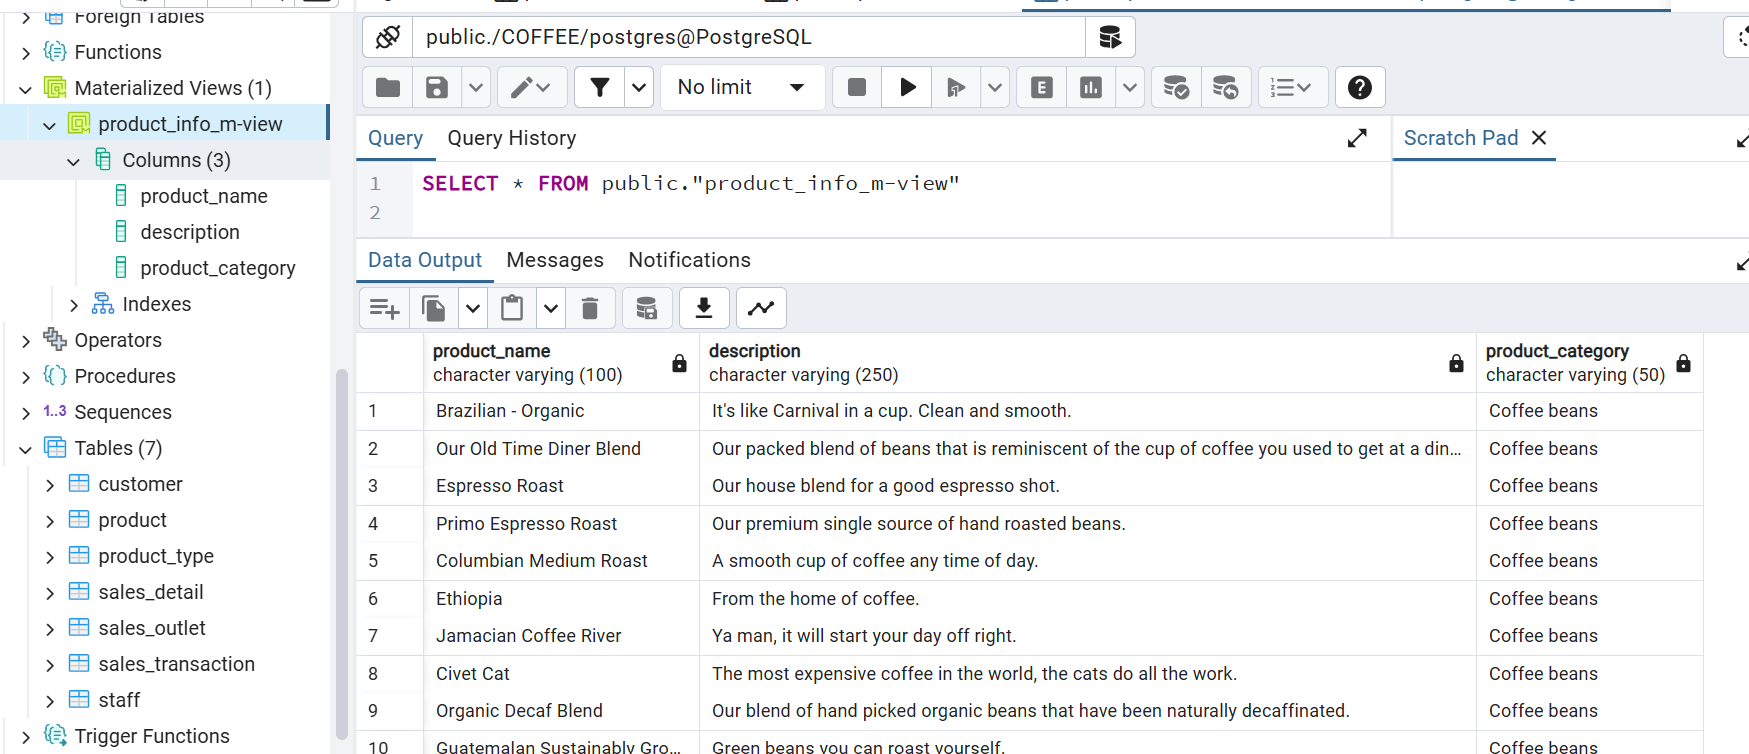 Foreign Tables
Functions
Materialized Views (1)
product_info_m-view
Columns (3)
product_name
description
product_category
Indexes
Operators
Procedures
1..3 Sequences
Tables (7)
customer
product
product_type
sales_detail
sales_outlet
sales_transaction
staff
Trigger Functions
public./COFFEE/postgres@PostgreSQL
No limit
E
Query
Query History
Scratch Pad
1 SELECT * FROM public."product_info_m-view"
2
Data Output
Messages
Notifications
product_name description product_category
character varying (100) character varying (250) character varying (50)
1 Brazilian - Organic It's like Carnival in a cup. Clean and smooth. Coffee beans
2 Our Old Time Diner Blend Our packed blend of beans that is reminiscent of the cup of coffee you used to get at a din... Coffee beans
3 Espresso Roast Our house blend for a good espresso shot. Coffee beans
4 Primo Espresso Roast Our premium single source of hand roasted beans. Coffee beans
5 Columbian Medium Roast A smooth cup of coffee any time of day. Coffee beans
6 Ethiopia From the home of coffee. Coffee beans
7 Jamacian Coffee River Ya man, it will start your day off right. Coffee beans
8 Civet Cat The most expensive coffee in the world, the cats do all the work. Coffee beans
9 Organic Decaf Blend Our blend of hand picked organic beans that have been naturally decaffinated. Coffee beans
10 Guatemalan Sustainably Gro... Green beans you can roast yourself. Coffee beans